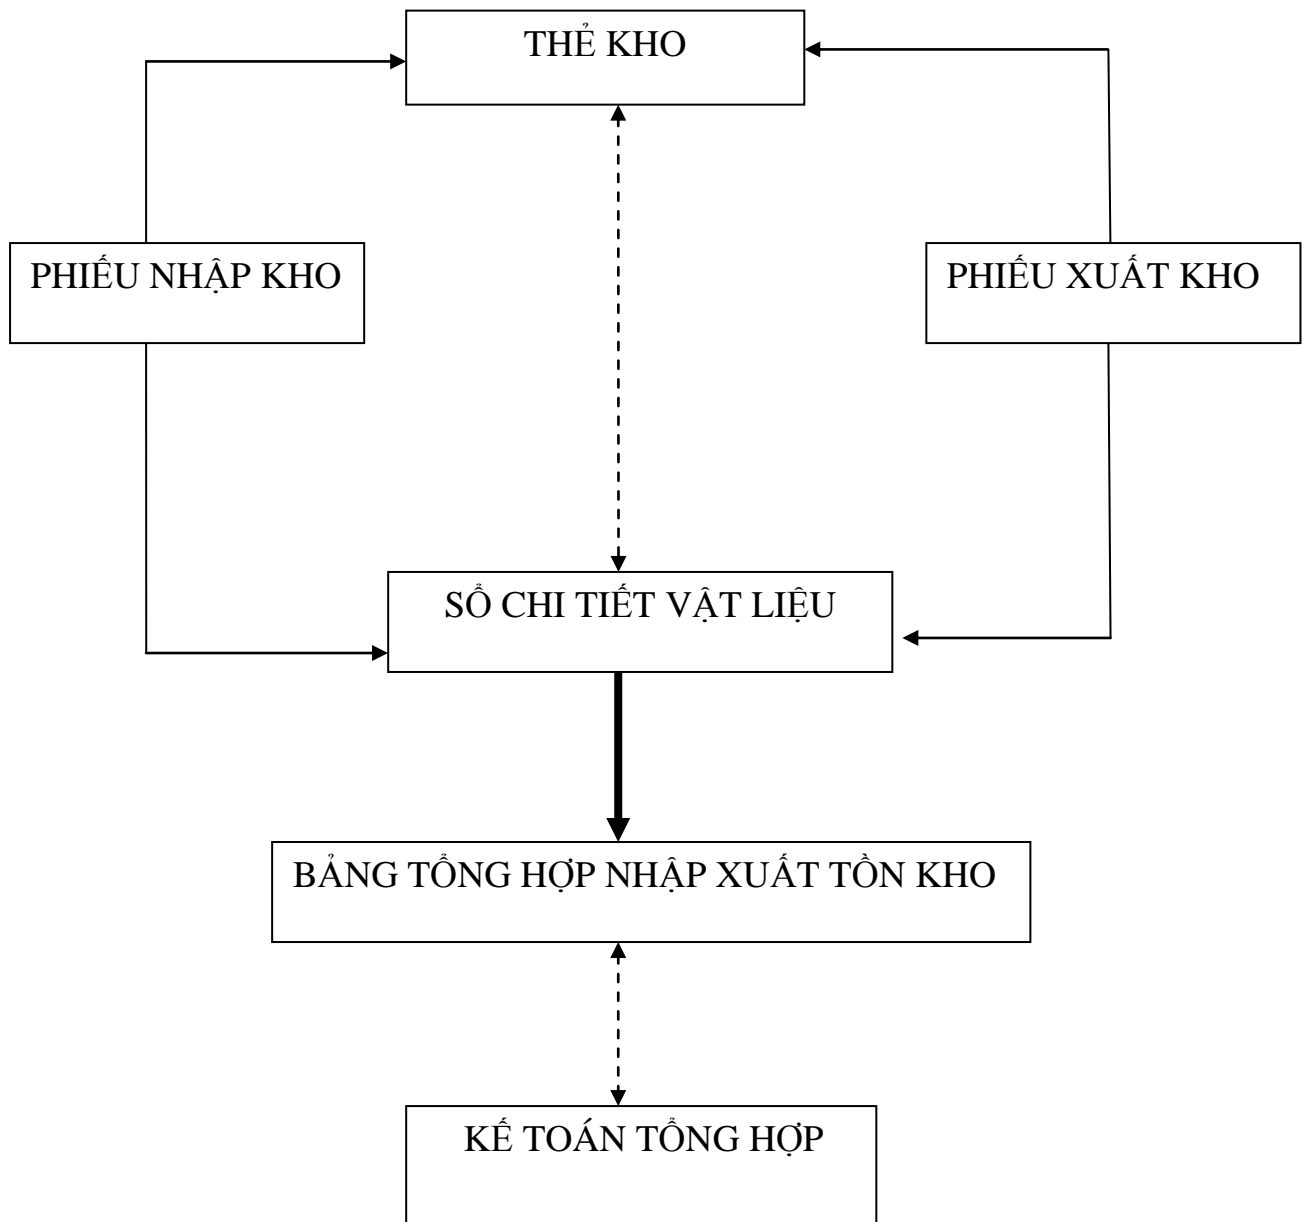 THẺ KHO
PHIẾU NHẬP KHO
PHIẾU XUẤT KHO
SỔ CHI TIẾT VẬT LIỆU
BẢNG TỔNG HỢP NHẬP XUẤT TỒN KHO
KẾ TOÁN TỔNG HỢP